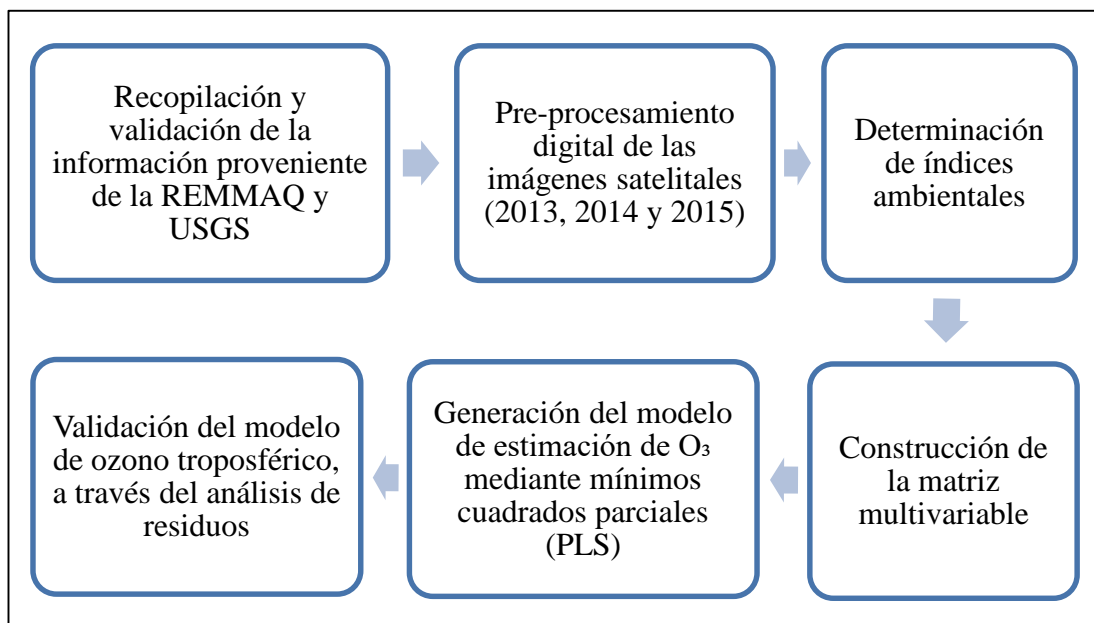 Recopilación y
validación de la
información proveniente
de la REMMAQ y
USGS
Pre-procesamiento
digital de las
imágenes satelitales
(2013, 2014 y 2015)
Determinación
de índices
ambientales
Construcción de
la matriz
multivariable
Generación del modelo
de estimación de O₃
mediante mínimos
cuadrados parciales
(PLS)
Validación del modelo
de ozono troposférico,
a través del análisis de
residuos